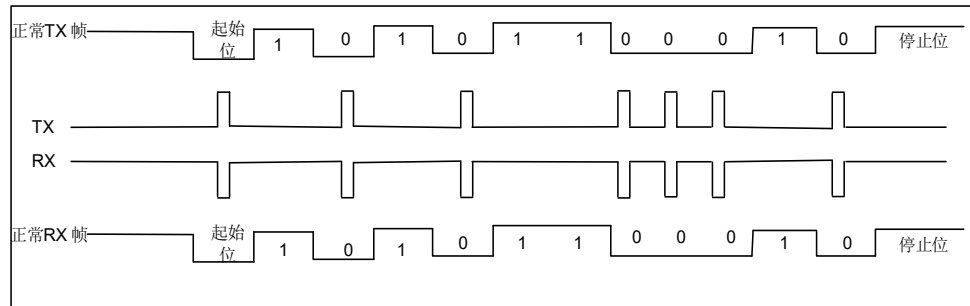 正常TX 帧
起始位 1 0 1 0 1 1 0 0 0 1 0 停止位
TX
RX
正常RX 帧
起始位 1 0 1 0 1 1 0 0 0 1 0 停止位